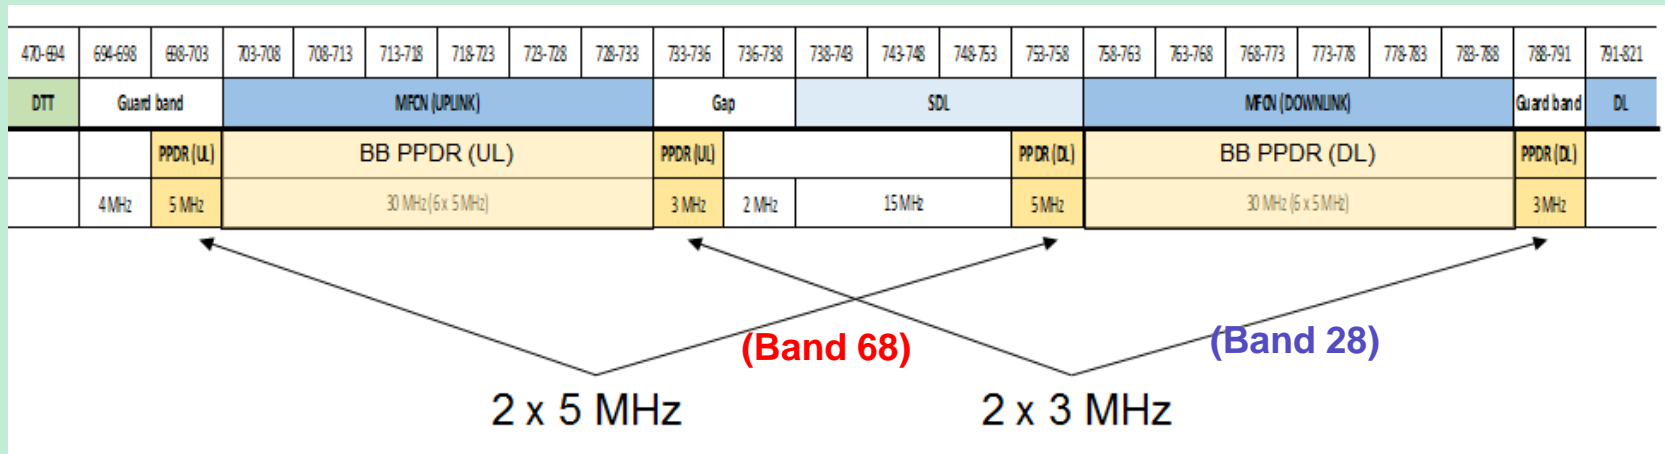 470-694 694-698 698-703 703-708 708-713 713-718 718-723 723-728 728-733 733-736 736-738 738-743 743-748 748-753 753-758 758-763 763-768 768-773 773-778 778-783 783-788 788-791 791-821
DTT Guard band MFCN (UPLINK) Gap SDL MFCN (DOWNLINK) Guard band DL
PPDR (UL) BB PPDR (UL) PPDR (UL) PPDR (DL) BB PPDR (DL) PPDR (DL)
4 MHz 5 MHz 30 MHz (6 x 5 MHz) 3 MHz 2 MHz 15 MHz 5 MHz 30 MHz (6 x 5 MHz) 3 MHz
(Band 68) (Band 28)
2 x 5 MHz 2 x 3 MHz